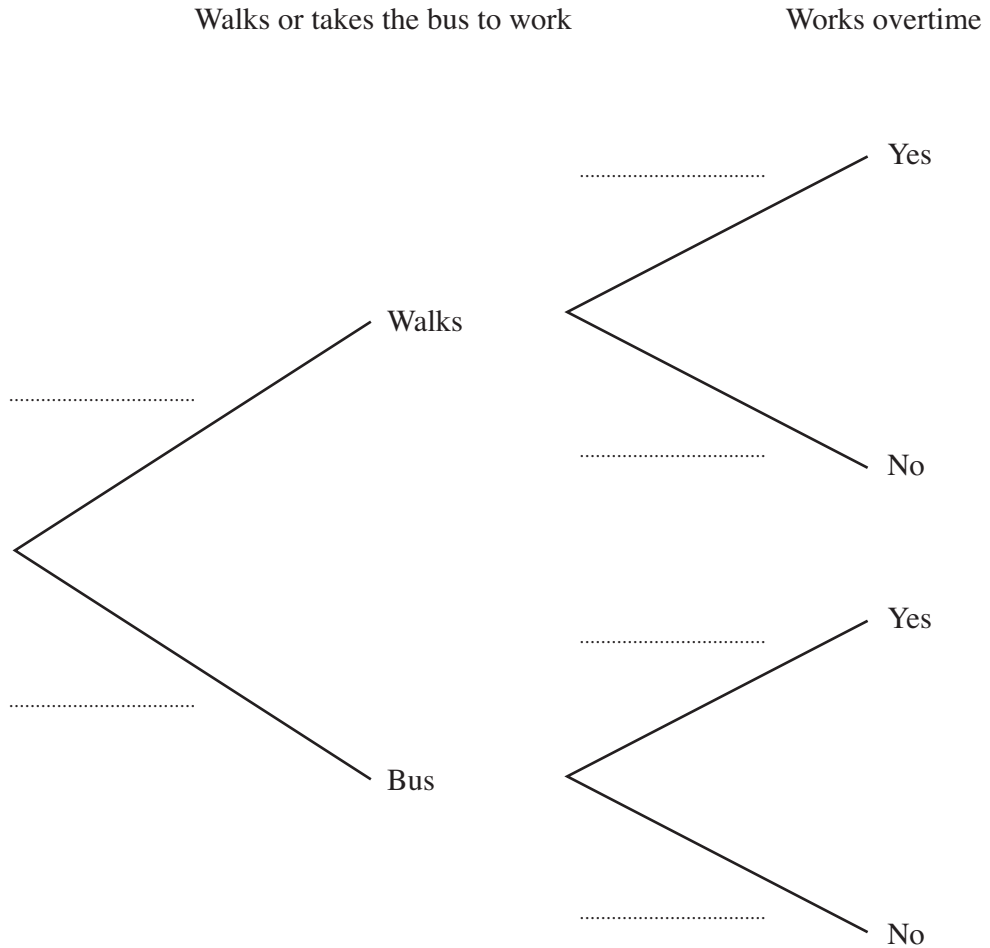 Walks or takes the bus to work Works overtime
Yes
Walks
No
Yes
Bus
No